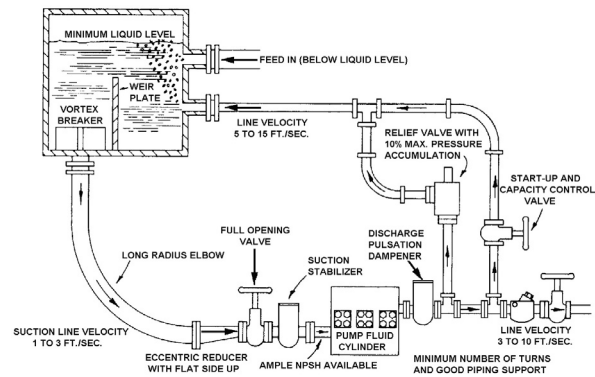 MINIMUM LIQUID LEVEL
FEED IN (BELOW LIQUID LEVEL)
WEIR
PLATE
VORTEX
BREAKER
LINE VELOCITY
5 TO 15 FT./SEC.
RELIEF VALVE WITH
10% MAX. PRESSURE
ACCUMULATION
START-UP AND
CAPACITY CONTROL
VALVE
FULL OPENING
VALVE
DISCHARGE
PULSATION
DAMPENER
LONG RADIUS ELBOW
SUCTION
STABILIZER
SUCTION LINE VELOCITY
1 TO 3 FT./SEC.
PUMP FLUID
CYLINDER
LINE VELOCITY
3 TO 10 FT./SEC.
ECCENTRIC REDUCER
WITH FLAT SIDE UP
AMPLE NPSH AVAILABLE
MINIMUM NUMBER OF TURNS
AND GOOD PIPING SUPPORT